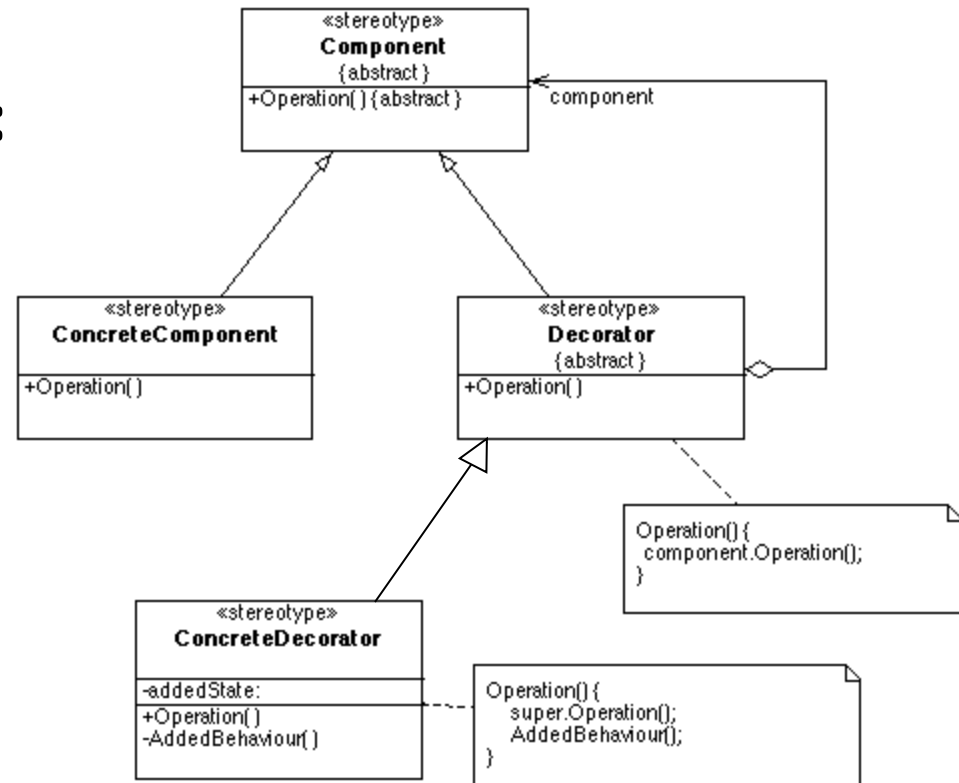 «stereotype»
Component
{abstract}
+Operation(){abstract}
component
:
«stereotype»
ConcreteComponent
+Operation()
«stereotype»
Decorator
{abstract}
+Operation()
Operation(){
component.Operation();
}
«stereotype»
ConcreteDecorator
-addedState:
+Operation()
-AddedBehaviour()
Operation(){
super.Operation();
AddedBehaviour();
}